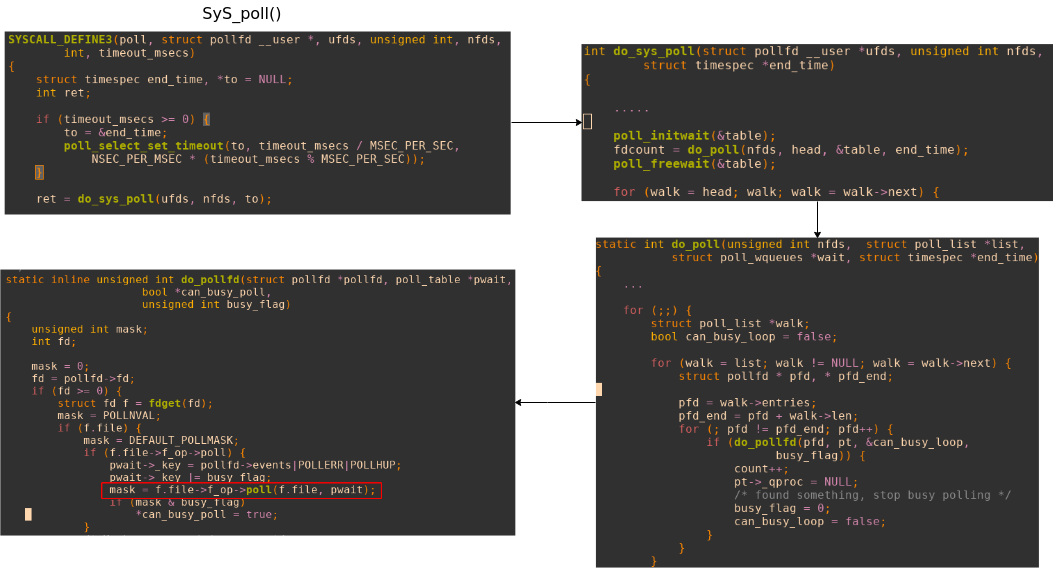 SyS_poll()
SYSCALL_DEFINE3(poll, struct pollfd __user *, ufds, unsigned int, nfds,
int, timeout_msecs)
{
struct timespec end_time, *to = NULL;
int ret;
if (timeout_msecs >= 0) {
to = &end_time;
poll_select_set_timeout(to, timeout_msecs / MSEC_PER_SEC,
NSEC_PER_MSEC * (timeout_msecs % MSEC_PER_SEC));
}
ret = do_sys_poll(ufds, nfds, to);
int do_sys_poll(struct pollfd __user *ufds, unsigned int nfds,
struct timespec *end_time)
{
.....
poll_initwait(&table);
fdcount = do_poll(nfds, head, &table, end_time);
poll_freewait(&table);
for (walk = head; walk; walk = walk->next) {
static int do_poll(unsigned int nfds,  struct poll_list *list,
struct poll_wqueues *wait, struct timespec *end_time)
{
...
for (;;) {
struct poll_list *walk;
bool can_busy_loop = false;
for (walk = list; walk != NULL; walk = walk->next) {
struct pollfd * pfd, * pfd_end;
pfd = walk->entries;
pfd_end = pfd + walk->len;
for (; pfd != pfd_end; pfd++) {
if (do_pollfd(pfd, pt, &can_busy_loop,
busy_flag)) {
count++;
pt->_qproc = NULL;
/* found something, stop busy polling */
busy_flag = 0;
can_busy_loop = false;
}
}
}
static inline unsigned int do_pollfd(struct pollfd *pollfd, poll_table *pwait,
bool *can_busy_poll,
unsigned int busy_flag)
{
unsigned int mask;
int fd;
mask = 0;
fd = pollfd->fd;
if (fd >= 0) {
struct fd f = fdget(fd);
mask = POLLNVAL;
if (f.file) {
mask = DEFAULT_POLLMASK;
if (f.file->f_op->poll) {
pwait->_key = pollfd->events|POLLERR|POLLHUP;
pwait->_key |= busy_flag;
mask = f.file->f_op->poll(f.file, pwait);
if (mask & busy_flag)
*can_busy_poll = true;
}